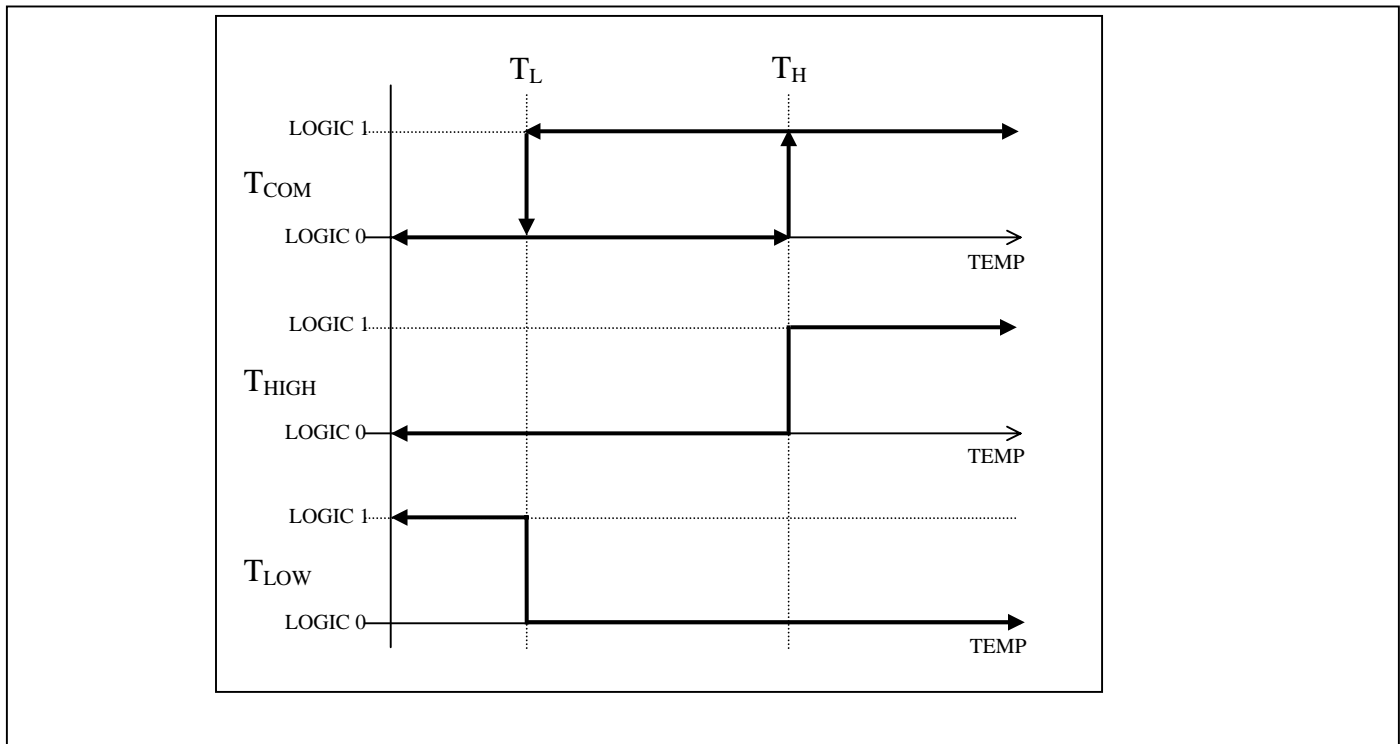 T_L T_H
LOGIC 1
T_COM
LOGIC 0
TEMP
LOGIC 1
T_HIGH
LOGIC 0
TEMP
LOGIC 1
T_LOW
LOGIC 0
TEMP